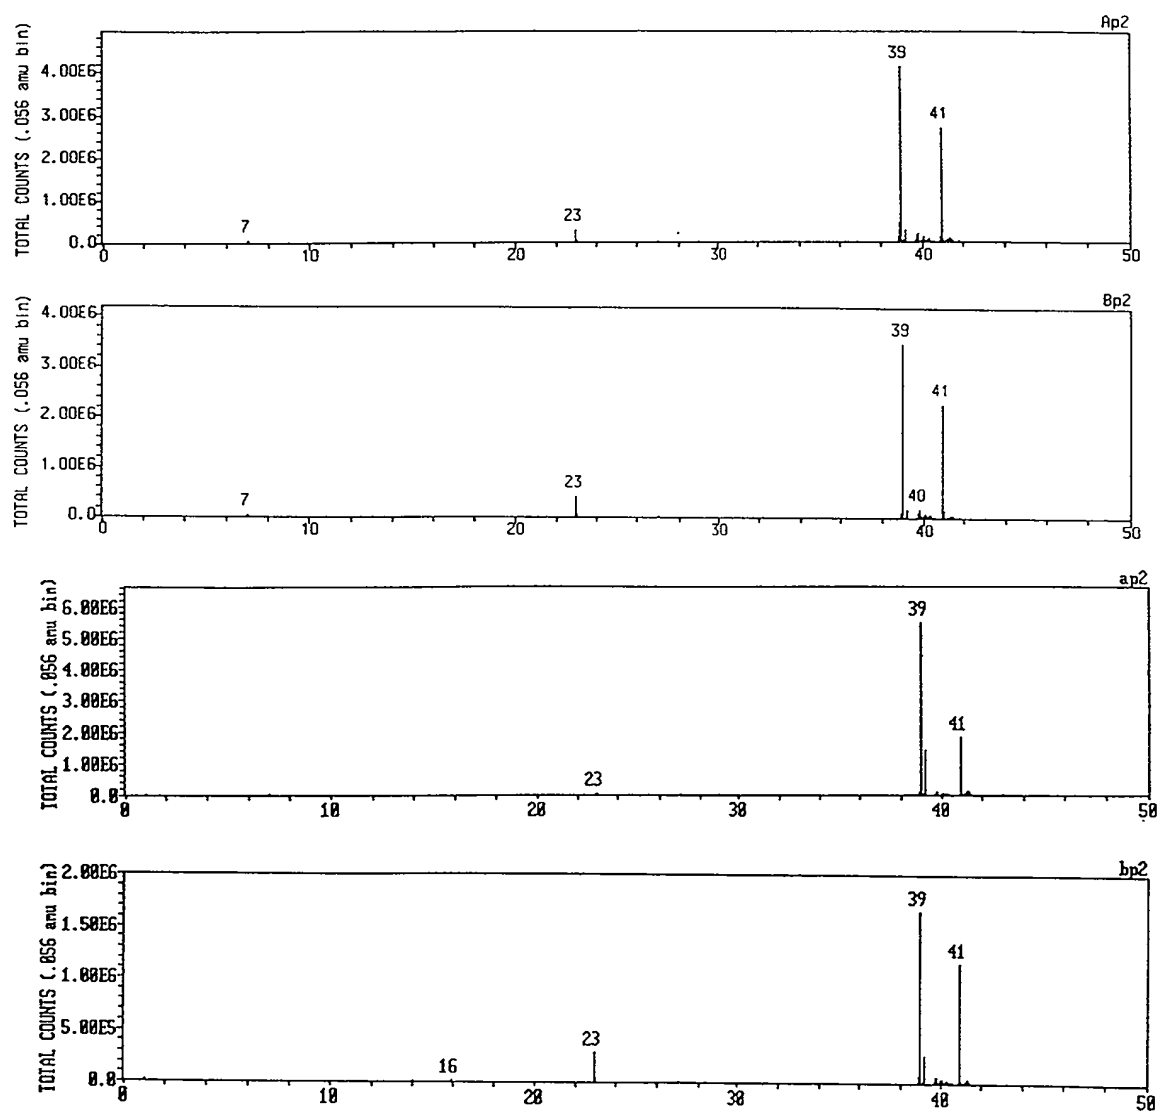 Ap2
TOTAL COUNTS (.056 amu bin)
4.00E6
3.00E6
2.00E6
1.00E6
0.0
39
41
7
23
0 10 20 30 40 50
Bp2
TOTAL COUNTS (.056 amu bin)
4.00E6
3.00E6
2.00E6
1.00E6
0.0
39
41
7
23
40
0 10 20 30 40 50
ap2
TOTAL COUNTS (.056 amu bin)
6.00E6
5.00E6
4.00E6
3.00E6
2.00E6
1.00E6
0.0
39
41
23
0 10 20 30 40 50
bp2
TOTAL COUNTS (.056 amu bin)
2.00E6
1.50E6
1.00E6
5.00E5
0.0
39
41
23
16
0 10 20 30 40 50